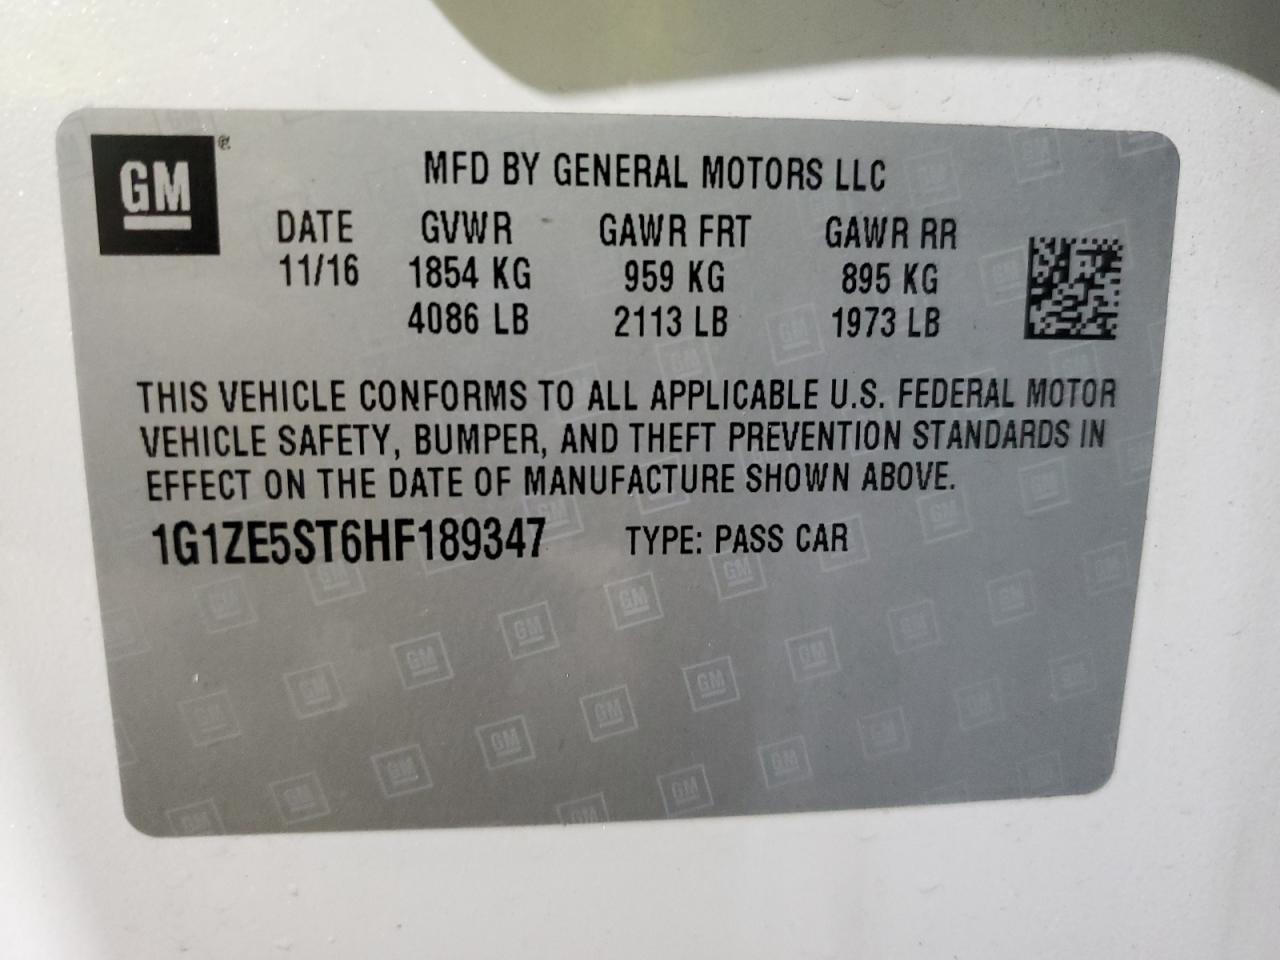 GM®
MFD BY GENERAL MOTORS LLC
DATE GVWR GAWR FRT GAWR RR
11/16 1854 KG 959 KG 895 KG
4086 LB 2113 LB 1973 LB
THIS VEHICLE CONFORMS TO ALL APPLICABLE U.S. FEDERAL MOTOR
VEHICLE SAFETY, BUMPER, AND THEFT PREVENTION STANDARDS IN
EFFECT ON THE DATE OF MANUFACTURE SHOWN ABOVE.
1G1ZE5ST6HF189347 TYPE: PASS CAR